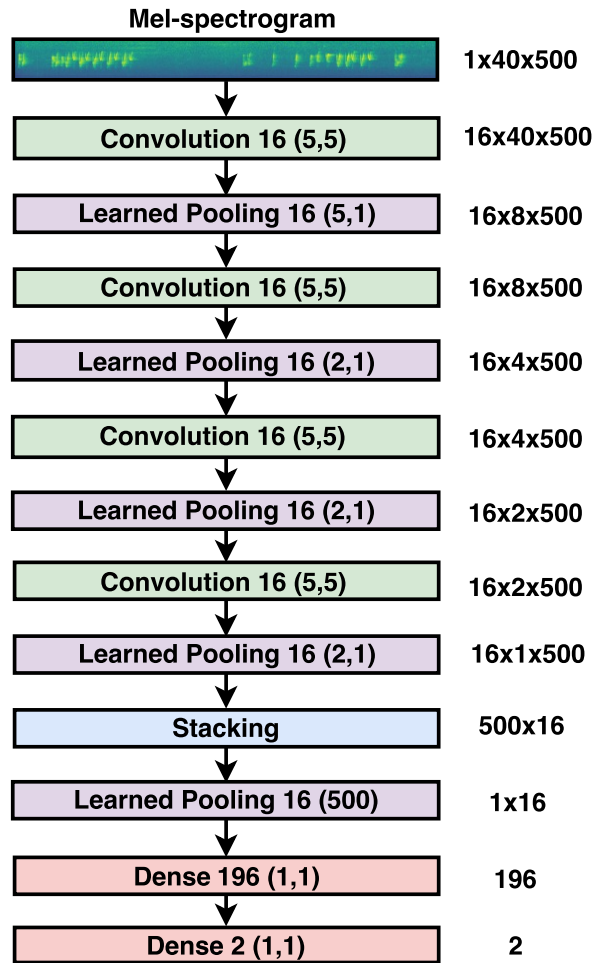 Mel-spectrogram
1x40x500
Convolution 16 (5,5)
16x40x500
Learned Pooling 16 (5,1)
16x8x500
Convolution 16 (5,5)
16x8x500
Learned Pooling 16 (2,1)
16x4x500
Convolution 16 (5,5)
16x4x500
Learned Pooling 16 (2,1)
16x2x500
Convolution 16 (5,5)
16x2x500
Learned Pooling 16 (2,1)
16x1x500
Stacking
500x16
Learned Pooling 16 (500)
1x16
Dense 196 (1,1)
196
Dense 2 (1,1)
2